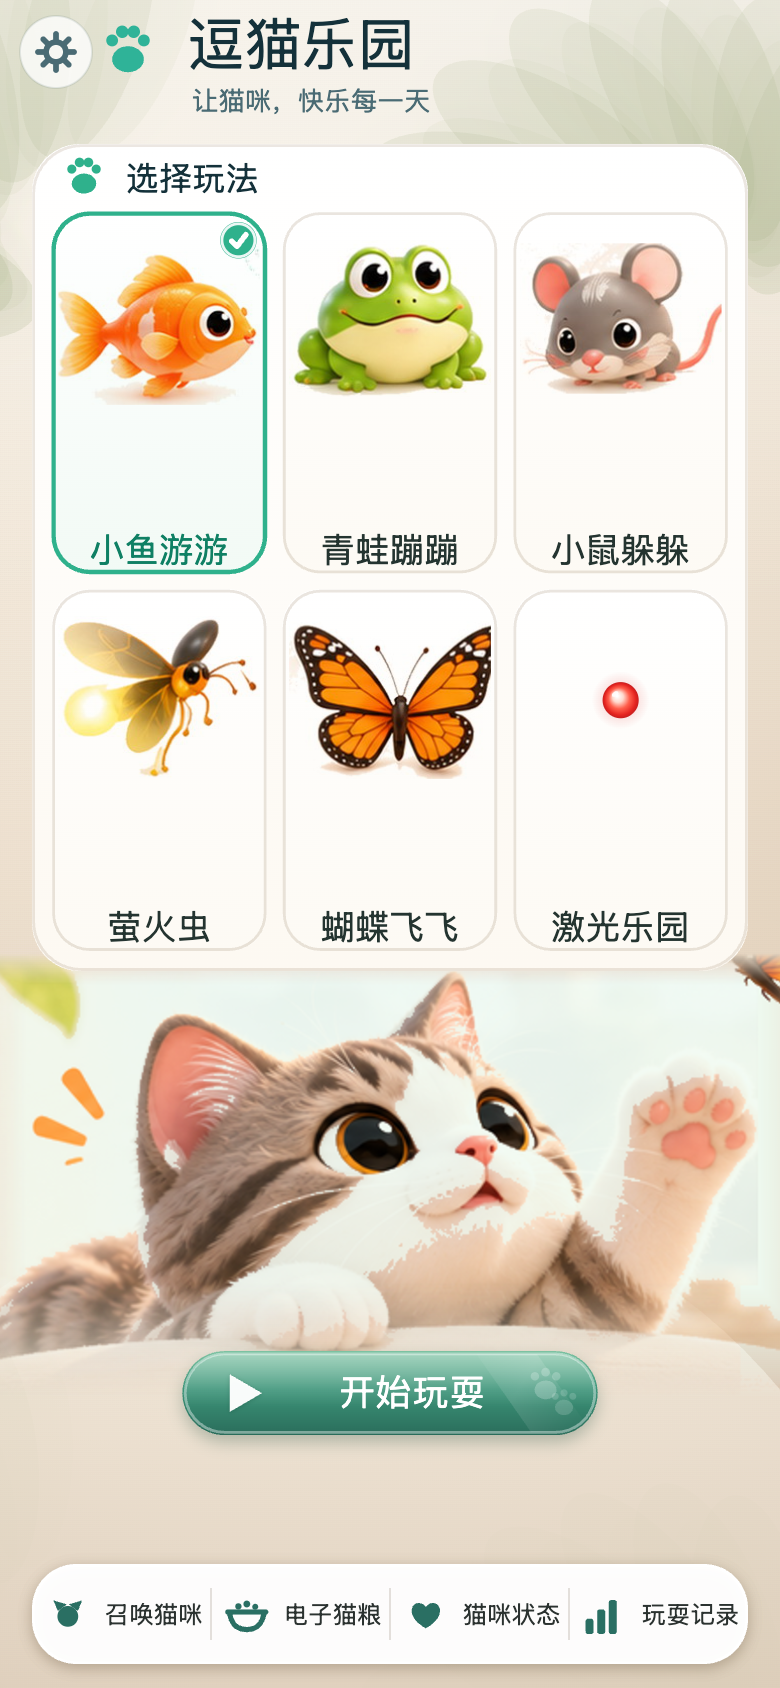 逗猫乐园
让猫咪，快乐每一天
选择玩法
小鱼游游
青蛙蹦蹦
小鼠躲躲
萤火虫
蝴蝶飞飞
激光乐园
开始玩耍
召唤猫咪
电子猫粮
猫咪状态
玩耍记录